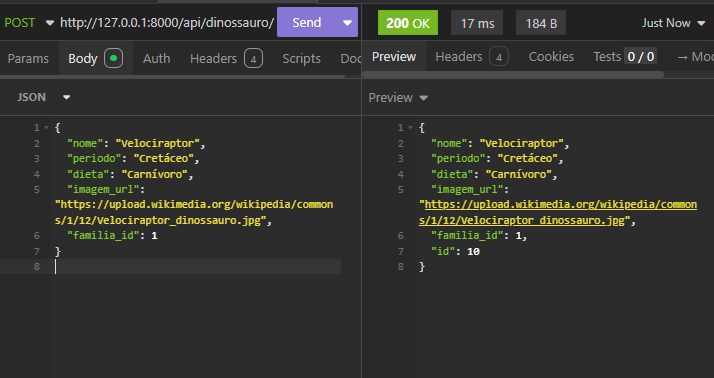 POST http://127.0.0.1:8000/api/dinossauro/ Send
200 OK 17 ms 184 B Just Now
Params Body Auth Headers 4 Scripts Doc
Preview Headers 4 Cookies Tests 0 / 0 → Moc
JSON
1 {
2 "nome": "Velociraptor",
3 "periodo": "Cretáceo",
4 "dieta": "Carnívoro",
5 "imagem_url":
"https://upload.wikimedia.org/wikipedia/common
s/1/12/Velociraptor_dinossauro.jpg",
6 "familia_id": 1
7 }
8
Preview
1 {
2 "nome": "Velociraptor",
3 "periodo": "Cretáceo",
4 "dieta": "Carnívoro",
5 "imagem_url":
"https://upload.wikimedia.org/wikipedia/common
s/1/12/Velociraptor_dinossauro.jpg",
6 "familia_id": 1,
7 "id": 10
8 }